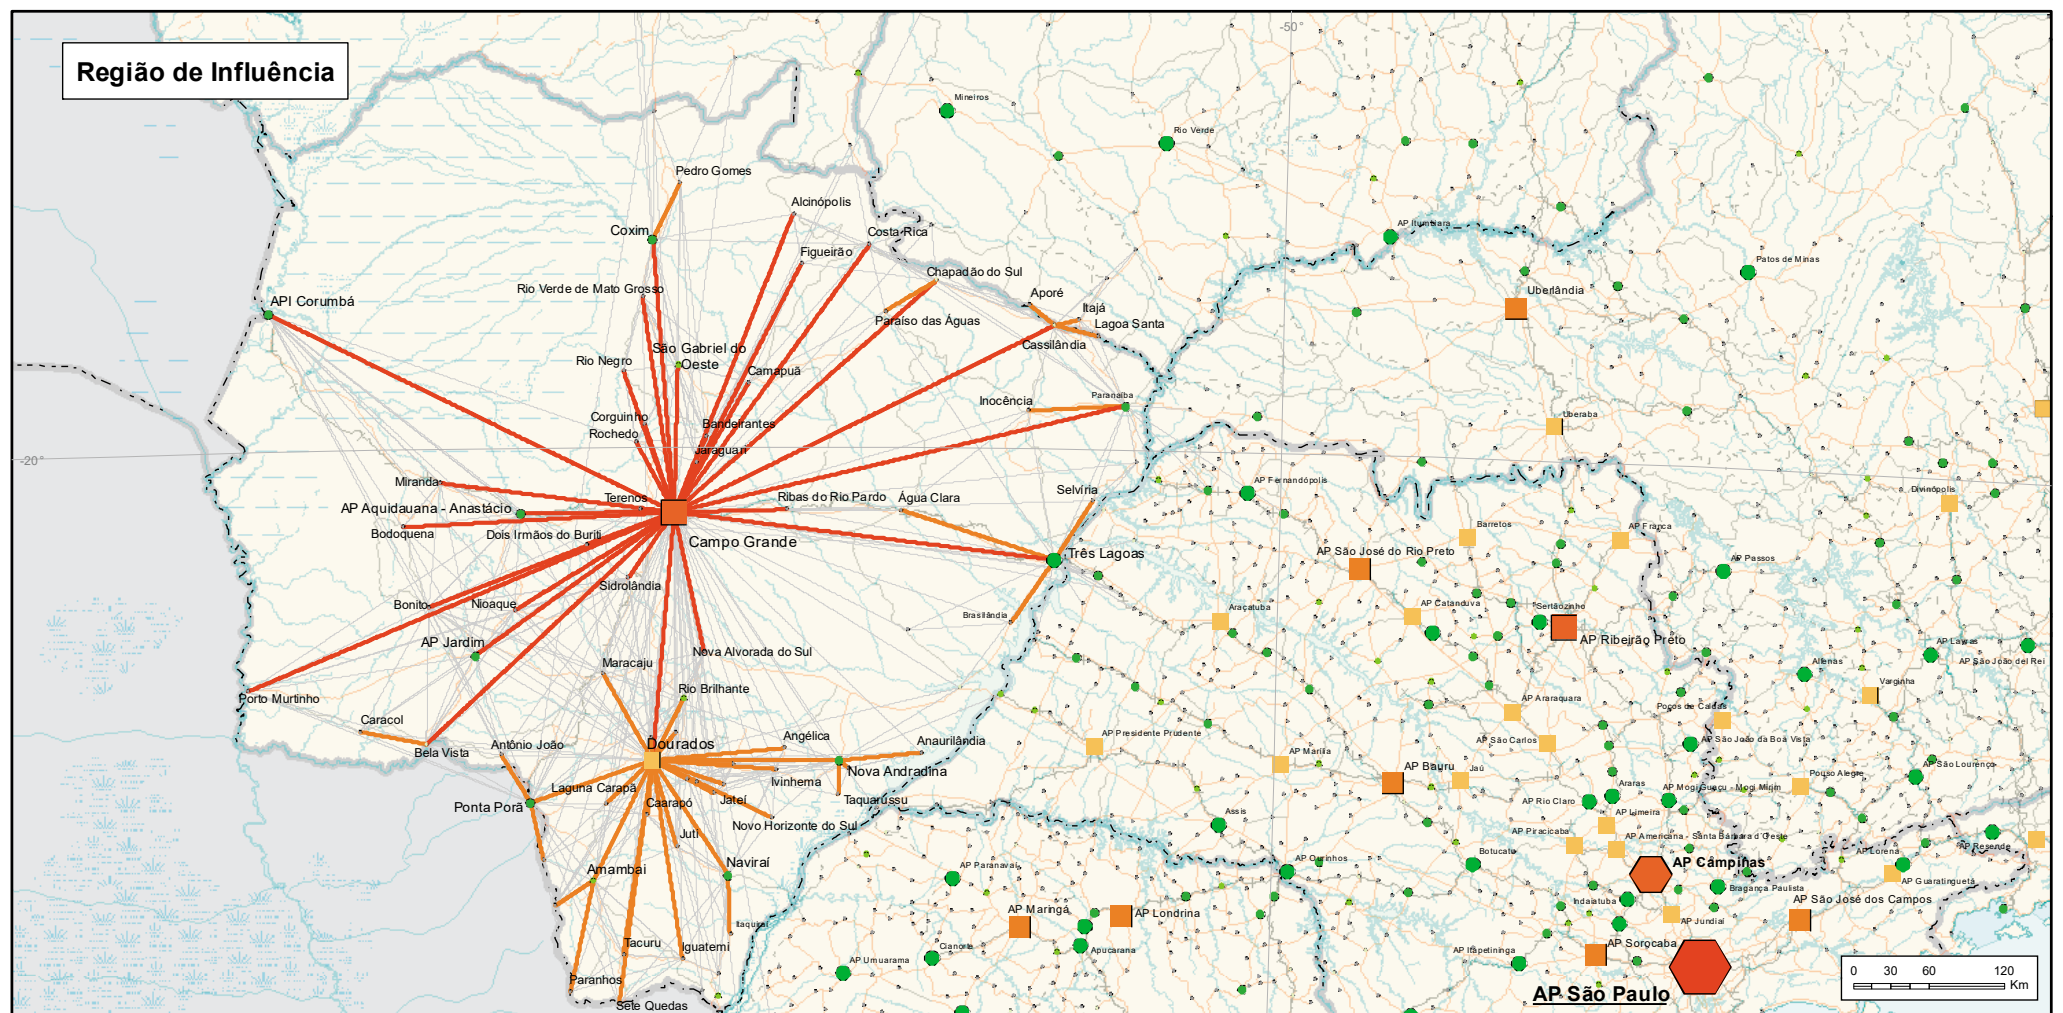 Região de Influência
-50°
Mineiros
Rio Verde
Pedro Gomes
Alcinópolis
Coxim
Costa Rica
AP Itumbiara
Figueirão
Chapadão do Sul
Patos de Minas
Rio Verde de Mato Grosso
Uberlândia
API Corumbá
Aporé
Itajá
Paraíso das Águas
Lagoa Santa
Cassilândia
São Gabriel do
Oeste
Rio Negro
Camapuã
Inocência
Paranaíba
Corguinho
Bandeirantes
Uberaba
Rochedo
Jaraguari
-20°
Miranda
AP Fernandópolis
Selvíria
Divinópolis
Terenos
Ribas do Rio Pardo
Água Clara
AP Aquidauana - Anastácio
Bodoquena
Dois Irmãos do Buriti
Barretos
AP Franca
Campo Grande
Três Lagoas
AP São José do Rio Preto
AP Passos
Sidrolândia
Bonito
Nioaque
Brasilândia
Araçatuba
AP Catanduva
Sertãozinho
AP Ribeirão Preto
AP Jardim
AP Lavras
AP São João del Rei
Nova Alvorada do Sul
Maracaju
Alfenas
Varginha
Porto Murtinho
Rio Brilhante
AP Araraquara
Poços de Caldas
Caracol
Bela Vista
Antônio João
Dourados
Angélica
Anaurilândia
AP Presidente Prudente
AP Marília
AP São Carlos
AP São João da Boa Vista
Nova Andradina
Ivinhema
AP Bauru
Jaú
AP São Lourenço
Pouso Alegre
Laguna Carapã
Ponta Porã
Caarapó
Jateí
Taquarussu
Araras
AP Mogi Guaçu - Mogi Mirim
AP Rio Claro
AP Limeira
Novo Horizonte do Sul
Juti
Assis
AP Piracicaba
AP Americana - Santa Bárbara d'Oeste
AP Resende
Naviraí
Amambai
AP Paranavaí
AP Ourinhos
Botucatu
AP Campinas
AP Lorena
AP Guaratinguetá
Bragança Paulista
Indaiatuba
AP São José dos Campos
AP Maringá
AP Londrina
AP Jundiaí
Itaquiraí
Tacuru
Iguatemi
Cianorte
Apucarana
AP Itapetininga
AP Sorocaba
AP Umuarama
Paranhos
AP São Paulo
Sete Quedas
0 30 60 120
Km